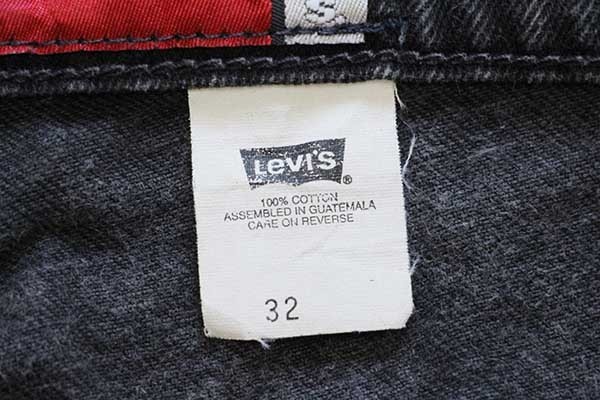 Levi's ®
100% COTTON
ASSEMBLED IN GUATEMALA
CARE ON REVERSE
32